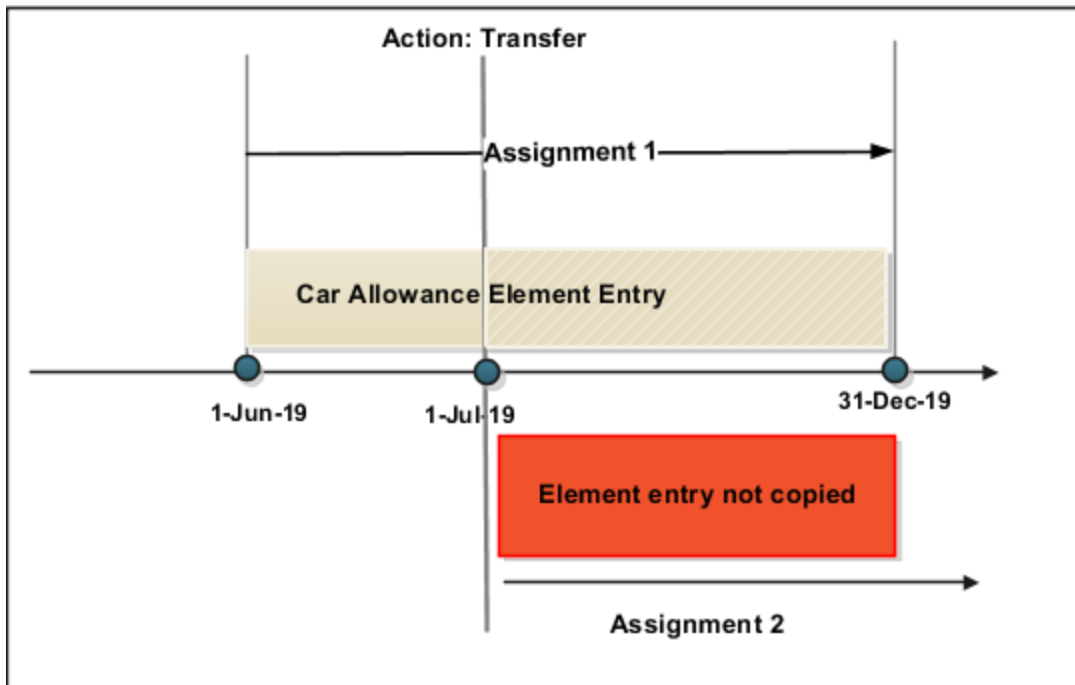 Action: Transfer
Assignment 1
Car Allowance Element Entry
1-Jun-19
1-Jul-19
31-Dec-19
Element entry not copied
Assignment 2